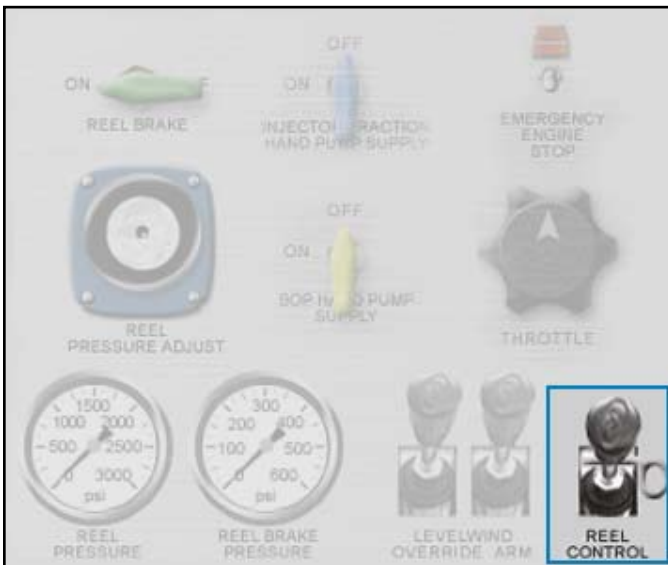 OFF
ON
REEL BRAKE
ON
INJECTOR TRACTION
HAND PUMP SUPPLY
EMERGENCY
ENGINE
STOP
REEL
PRESSURE ADJUST
OFF
ON
BOP HAND PUMP
SUPPLY
THROTTLE
1500
1000 2000
500 2500
0 3000
psi
REEL
PRESSURE
300
200 400
100 500
0 600
psi
REEL BRAKE
PRESSURE
LEVELWIND
OVERRIDE ARM
REEL
CONTROL